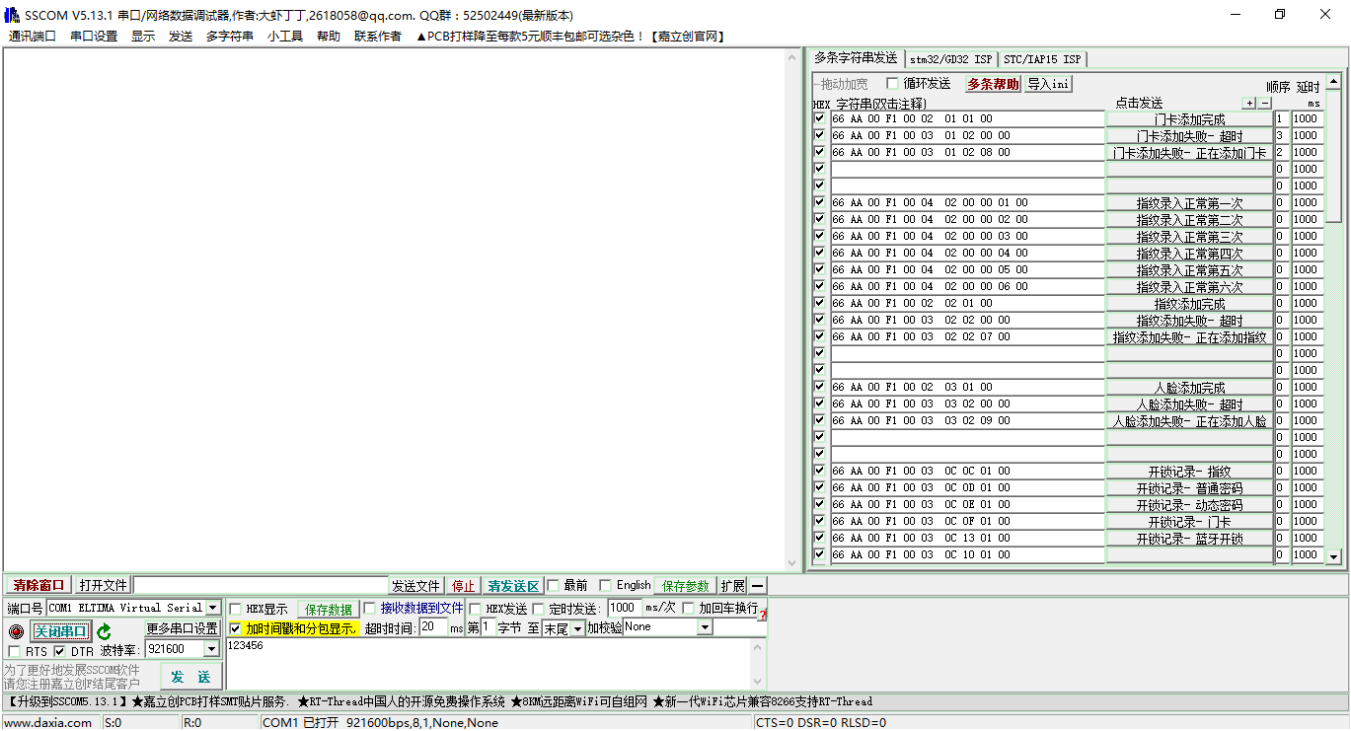 SSCOM V5.13.1 串口/网络数据调试器,作者:大虾丁丁,2618058@qq.com. QQ群：52502449(最新版本)
通讯端口 串口设置 显示 发送 多字符串 小工具 帮助 联系作者 ▲PCB打样降至每款5元顺丰包邮可选杂色！【嘉立创官网】
多条字符串发送 stm32/GD32 ISP STC/IAP15 ISP
拖动加宽 循环发送 多条帮助 导入ini 顺序 延时
HEX 字符串(双击注释) 点击发送 + - ms
66 AA 00 F1 00 02 01 01 00 门卡添加完成 1 1000
66 AA 00 F1 00 03 01 02 00 00 门卡添加失败- 超时 3 1000
66 AA 00 F1 00 03 01 02 08 00 门卡添加失败- 正在添加门卡 2 1000
0 1000
0 1000
66 AA 00 F1 00 04 02 00 00 01 00 指纹录入正常第一次 0 1000
66 AA 00 F1 00 04 02 00 00 02 00 指纹录入正常第二次 0 1000
66 AA 00 F1 00 04 02 00 00 03 00 指纹录入正常第三次 0 1000
66 AA 00 F1 00 04 02 00 00 04 00 指纹录入正常第四次 0 1000
66 AA 00 F1 00 04 02 00 00 05 00 指纹录入正常第五次 0 1000
66 AA 00 F1 00 04 02 00 00 06 00 指纹录入正常第六次 0 1000
66 AA 00 F1 00 02 02 01 00 指纹添加完成 0 1000
66 AA 00 F1 00 03 02 02 00 00 指纹添加失败- 超时 0 1000
66 AA 00 F1 00 03 02 02 07 00 指纹添加失败- 正在添加指纹 0 1000
0 1000
0 1000
66 AA 00 F1 00 02 03 01 00 人脸添加完成 0 1000
66 AA 00 F1 00 03 03 02 00 00 人脸添加失败- 超时 0 1000
66 AA 00 F1 00 03 03 02 09 00 人脸添加失败- 正在添加人脸 0 1000
0 1000
0 1000
66 AA 00 F1 00 03 0C 0C 01 00 开锁记录- 指纹 0 1000
66 AA 00 F1 00 03 0C 0D 01 00 开锁记录- 普通密码 0 1000
66 AA 00 F1 00 03 0C 0E 01 00 开锁记录- 动态密码 0 1000
66 AA 00 F1 00 03 0C 0F 01 00 开锁记录- 门卡 0 1000
66 AA 00 F1 00 03 0C 13 01 00 开锁记录- 蓝牙开锁 0 1000
66 AA 00 F1 00 03 0C 10 01 00 0 1000
清除窗口 打开文件 发送文件 停止 清发送区 最前 English 保存参数 扩展 —
端口号 COM1 ELTIMA Virtual Serial HEX显示 保存数据 接收数据到文件 HEX发送 定时发送: 1000 ms/次 加回车换行
关闭串口 更多串口设置 加时间戳和分包显示, 超时时间: 20 ms 第1 字节 至 末尾 加校验 None ?
RTS DTR 波特率: 921600 123456
为了更好地发展SSCOM软件
请您注册嘉立创F结尾客户 发 送
【升级到SSCOM5.13.1】★嘉立创PCB打样SMT贴片服务. ★RT-Thread中国人的开源免费操作系统 ★8KM远距离WiFi可自组网 ★新一代WiFi芯片兼容8266支持RT-Thread
www.daxia.com S:0 R:0 COM1 已打开 921600bps,8,1,None,None CTS=0 DSR=0 RLSD=0